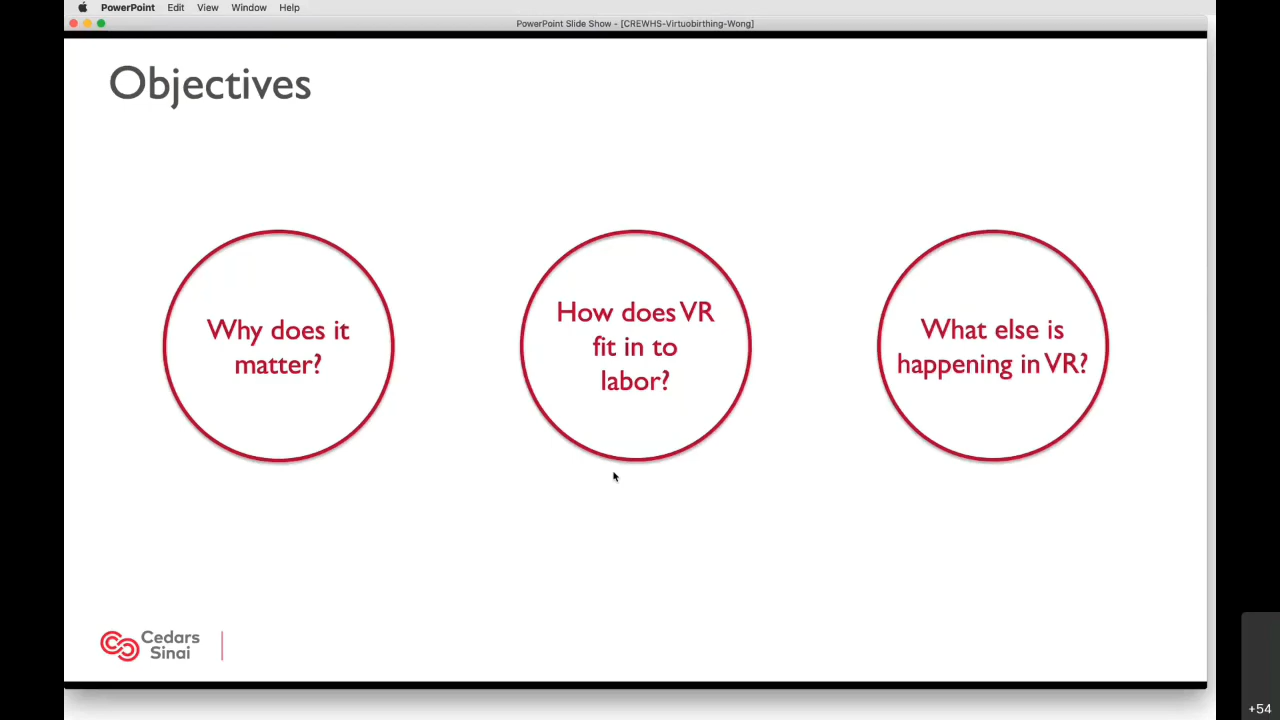 PowerPoint Edit View Window Help
PowerPoint Slide Show - [CREWHS-Virtuobirthing-Wong]
Objectives
Why does it
matter?
How does VR
fit in to
labor?
What else is
happening in VR?
Cedars
Sinai
+54